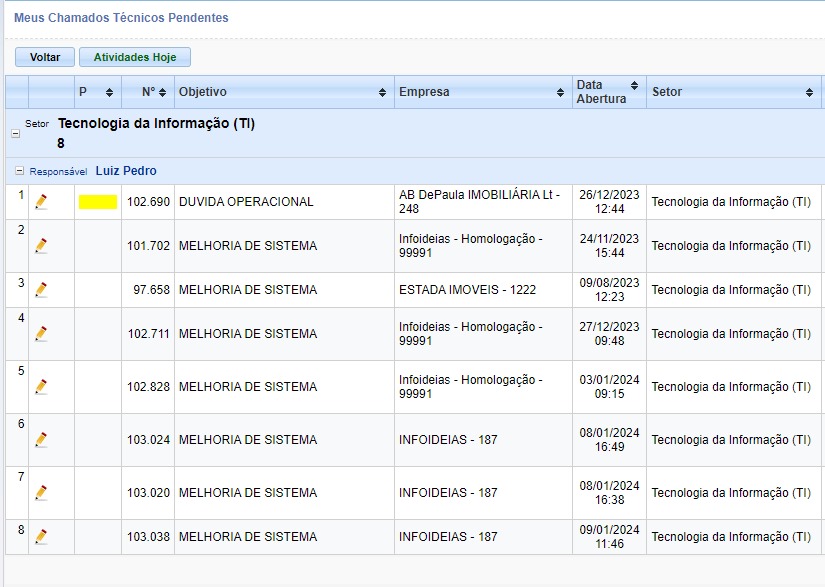 Meus Chamados Técnicos Pendentes
Voltar Atividades Hoje
P Nº Objetivo Empresa Data Abertura Setor
Setor Tecnologia da Informação (TI)
8
Responsável Luiz Pedro
1 102.690 DUVIDA OPERACIONAL AB DePaula IMOBILIÁRIA Lt - 248 26/12/2023 12:44 Tecnologia da Informação (TI)
2 101.702 MELHORIA DE SISTEMA Infoideias - Homologação - 99991 24/11/2023 15:44 Tecnologia da Informação (TI)
3 97.658 MELHORIA DE SISTEMA ESTADA IMOVEIS - 1222 09/08/2023 12:23 Tecnologia da Informação (TI)
4 102.711 MELHORIA DE SISTEMA Infoideias - Homologação - 99991 27/12/2023 09:48 Tecnologia da Informação (TI)
5 102.828 MELHORIA DE SISTEMA Infoideias - Homologação - 99991 03/01/2024 09:15 Tecnologia da Informação (TI)
6 103.024 MELHORIA DE SISTEMA INFOIDEIAS - 187 08/01/2024 16:49 Tecnologia da Informação (TI)
7 103.020 MELHORIA DE SISTEMA INFOIDEIAS - 187 08/01/2024 16:38 Tecnologia da Informação (TI)
8 103.038 MELHORIA DE SISTEMA INFOIDEIAS - 187 09/01/2024 11:46 Tecnologia da Informação (TI)